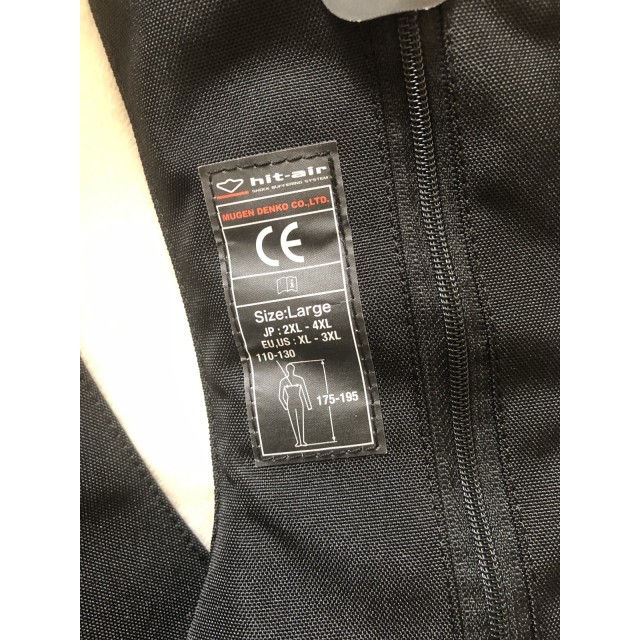 hit-air
SHOCK BUFFERING SYSTEM
MUGEN DENKO CO.,LTD.
CE
Size:Large
JP : 2XL - 4XL
EU,US : XL - 3XL
110-130
175-195